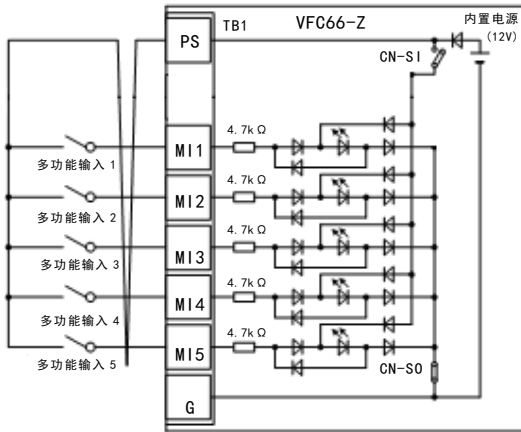 TB1
VFC66-Z
内置电源
(12V)
PS
CN-SI
4.7kΩ
MI1
多功能输入 1
4.7kΩ
MI2
多功能输入 2
4.7kΩ
MI3
多功能输入 3
4.7kΩ
MI4
多功能输入 4
4.7kΩ
MI5
多功能输入 5
CN-SO
G